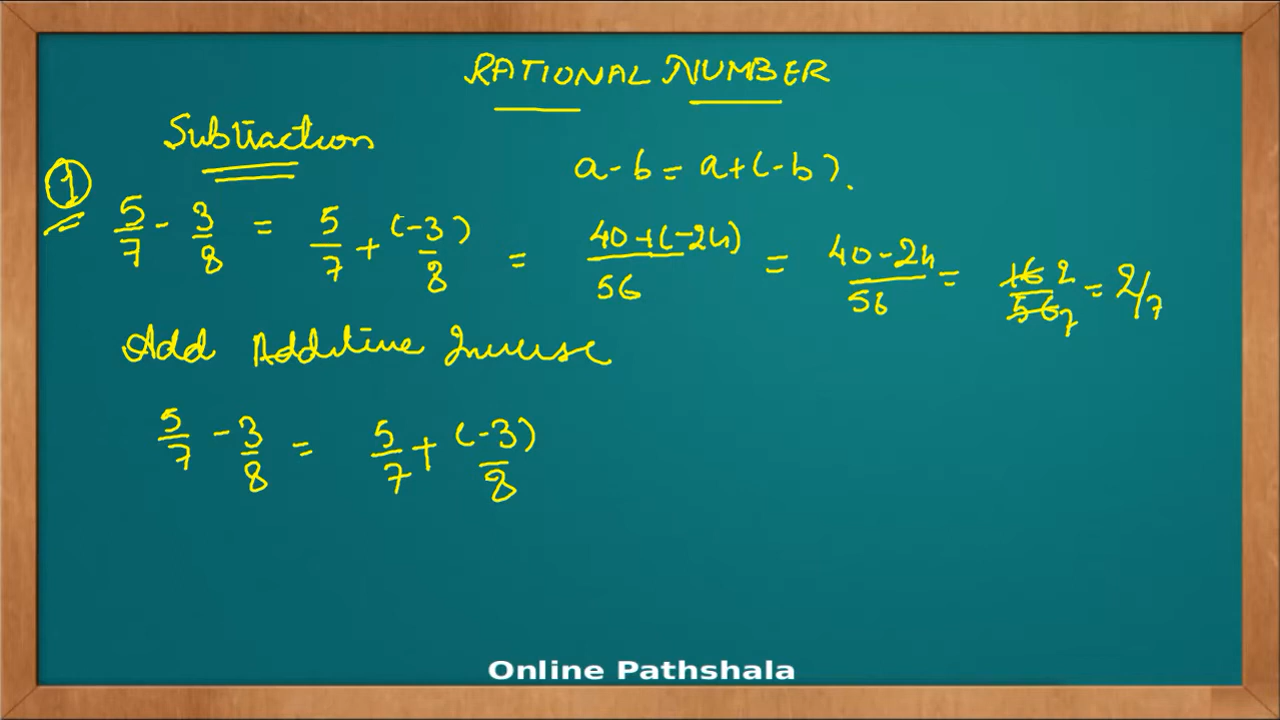 RATIONAL NUMBER
Subtraction
a-b = a+(-b).
① 5/7 - 3/8 = 5/7 + (-3)/8 = 40+(-24)/56 = 40-24/56 = 16 2/56 7 = 2/7
Add Additive Inverse
5/7 - 3/8 = 5/7 + (-3)/8
Online Pathshala